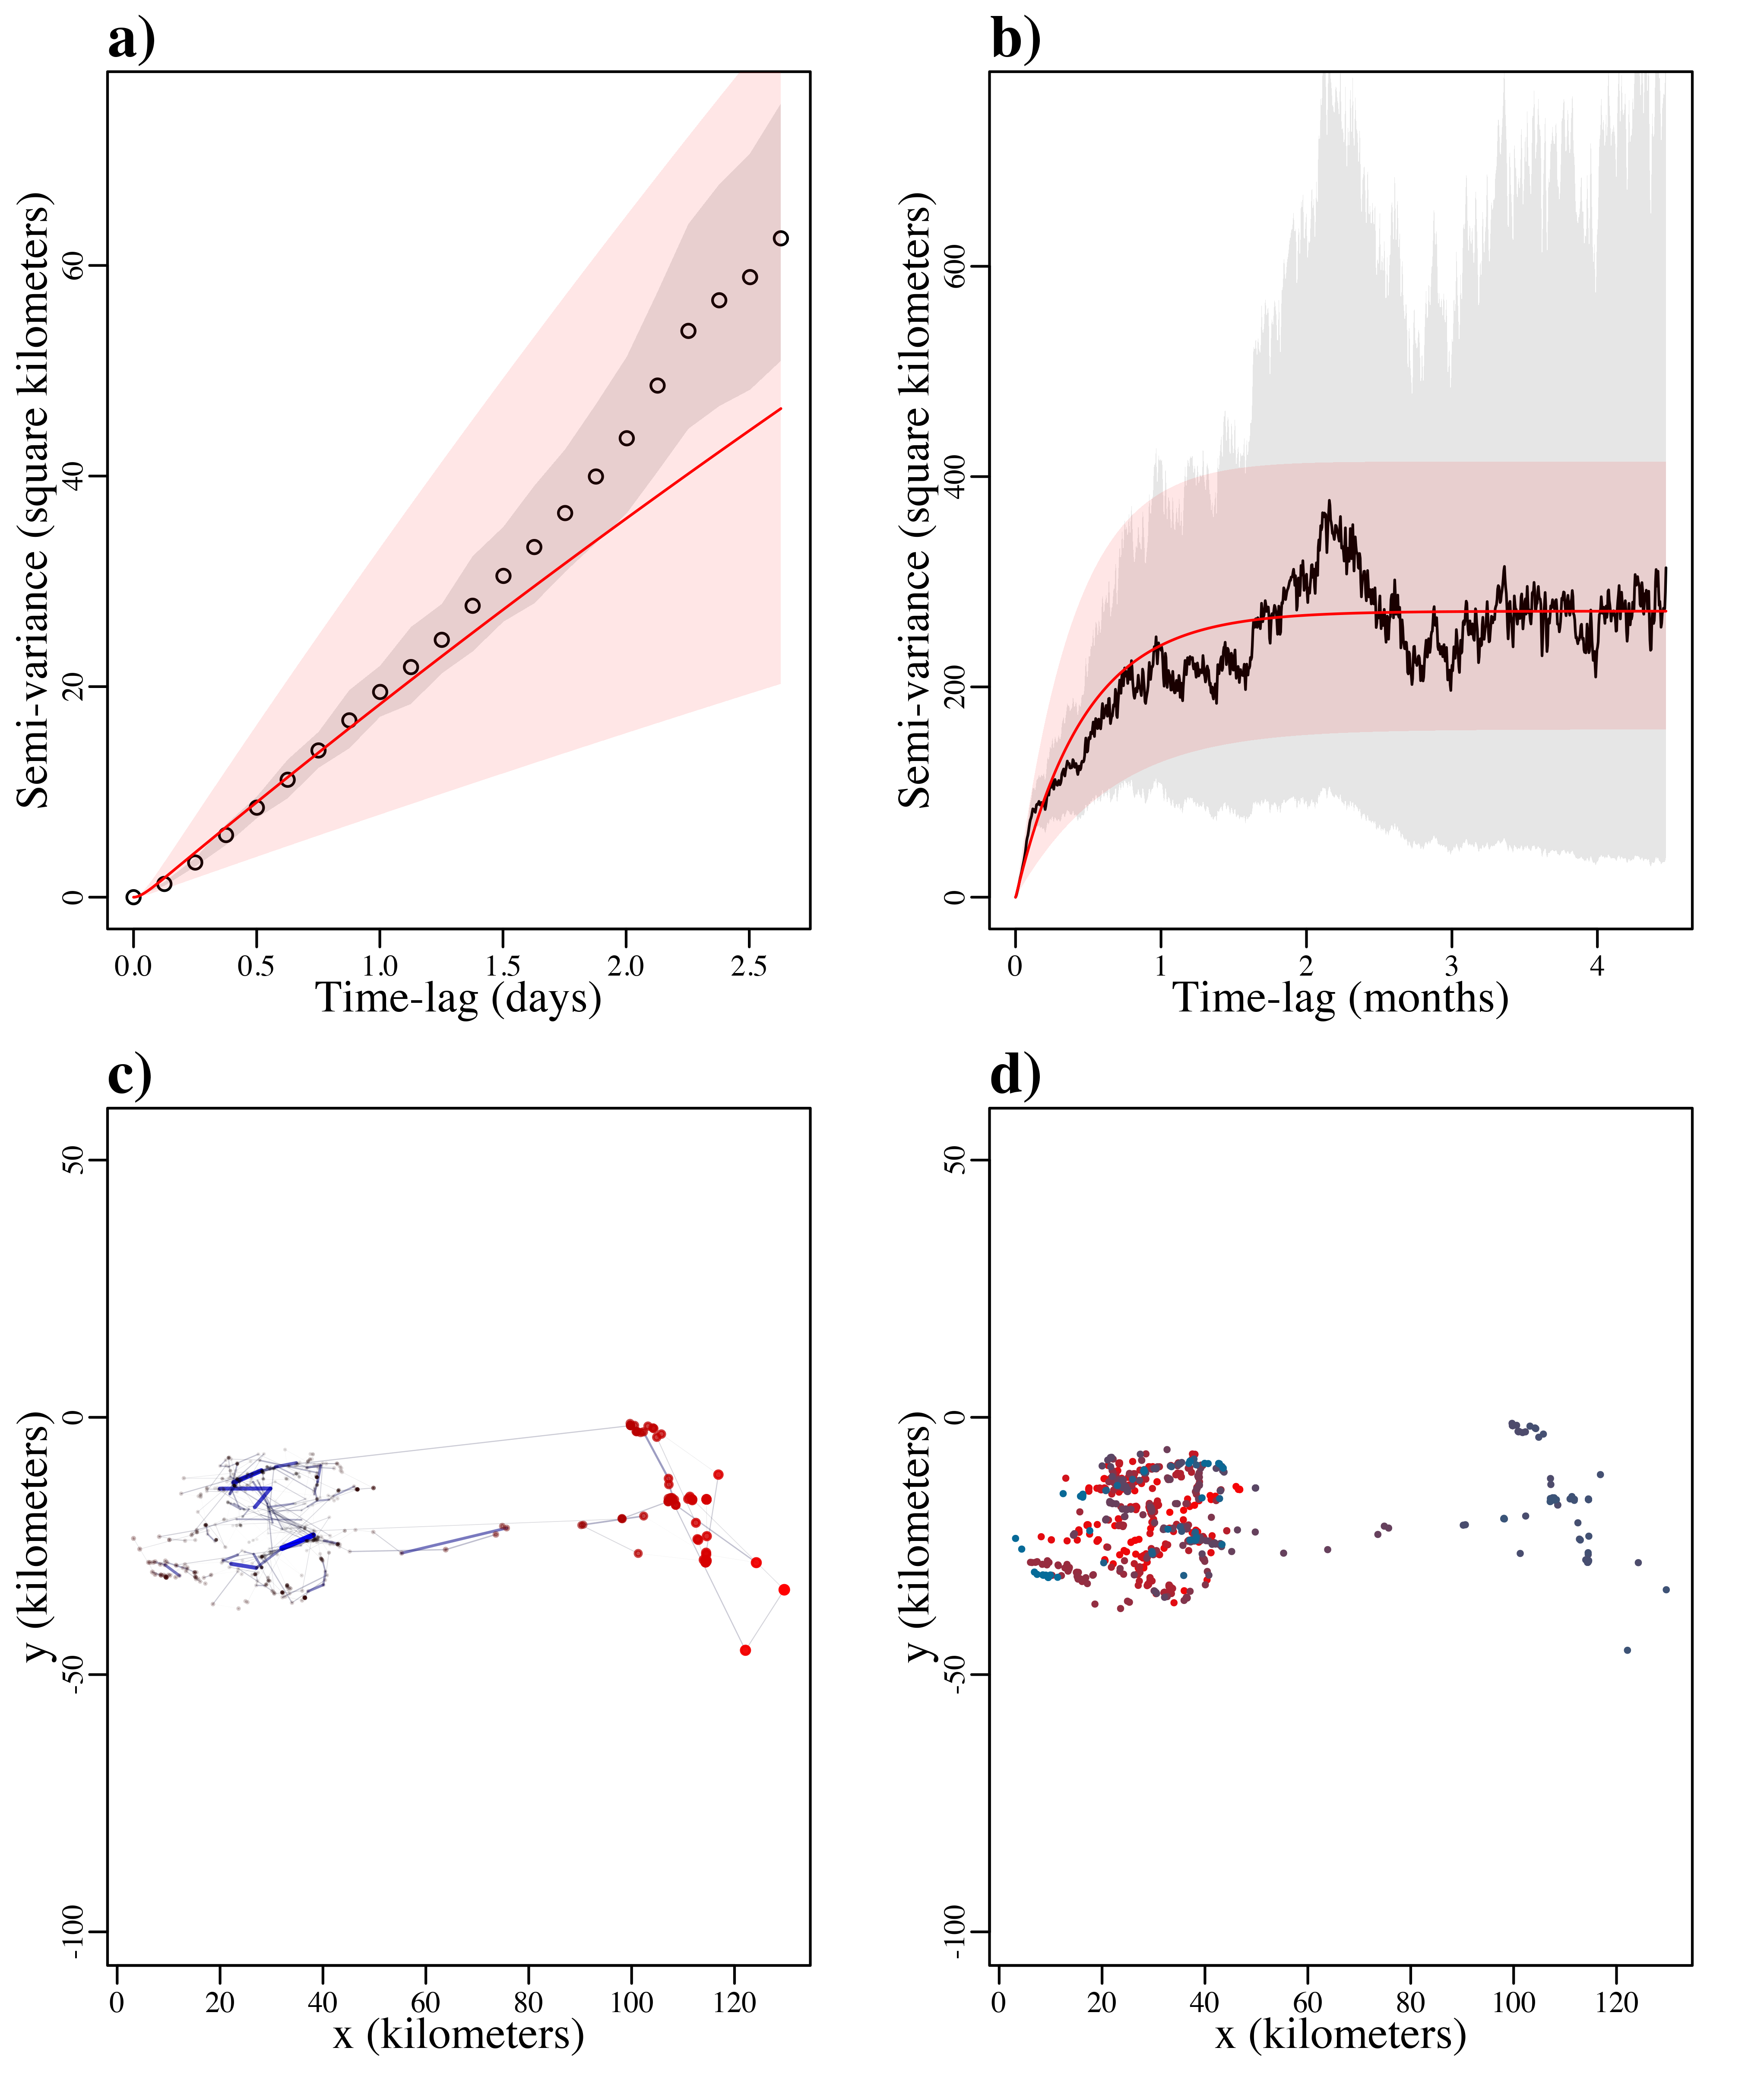 a)
Semi-variance (square kilometers)
0 20 40 60
0.0 0.5 1.0 1.5 2.0 2.5
Time-lag (days)
b)
Semi-variance (square kilometers)
0 200 400 600
0 1 2 3 4
Time-lag (months)
c)
y (kilometers)
-100 -50 0 50
0 20 40 60 80 100 120
x (kilometers)
d)
y (kilometers)
-100 -50 0 50
0 20 40 60 80 100 120
x (kilometers)